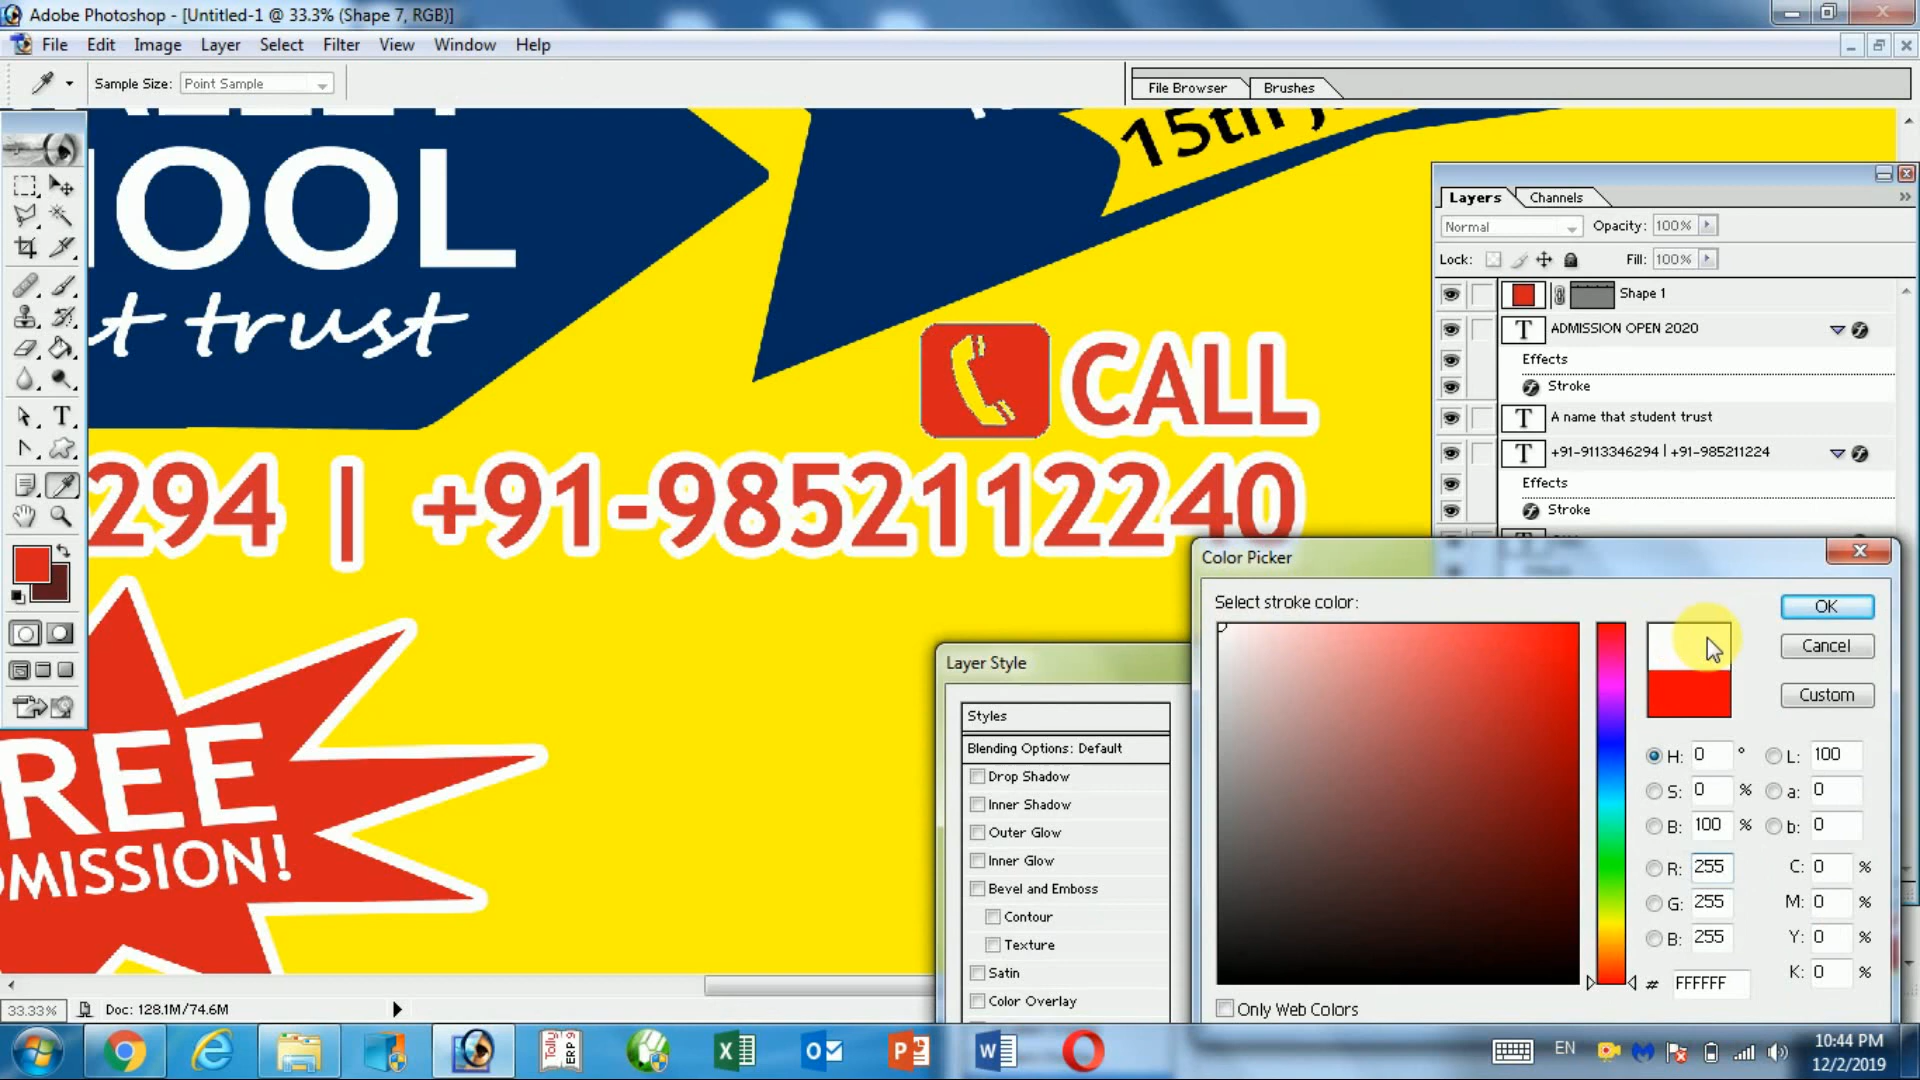 Adobe Photoshop - [Untitled-1 @ 33.3% (Shape 7, RGB)]
File Edit Image Layer Select Filter View Window Help
Sample Size: Point Sample
File Browser Brushes
15th
HOOL
t trust
CALL
294 | +91-9852112240
REE
DMISSION!
Layers Channels
Normal Opacity: 100%
Lock: Fill: 100%
Shape 1
T ADMISSION OPEN 2020
Effects
Stroke
T A name that student trust
T +91-9113346294 | +91-985211224
Effects
Stroke
Color Picker
Select stroke color:
OK
Cancel
Custom
H: 0 ° L: 100
S: 0 % a: 0
B: 100 % b: 0
R: 255 C: 0 %
G: 255 M: 0 %
B: 255 Y: 0 %
K: 0 %
# FFFFFF
Only Web Colors
Layer Style
Styles
Blending Options: Default
Drop Shadow
Inner Shadow
Outer Glow
Inner Glow
Bevel and Emboss
Contour
Texture
Satin
Color Overlay
33.33% Doc: 128.1M/74.6M
Tally
ERP 9
EN
10:44 PM
12/2/2019